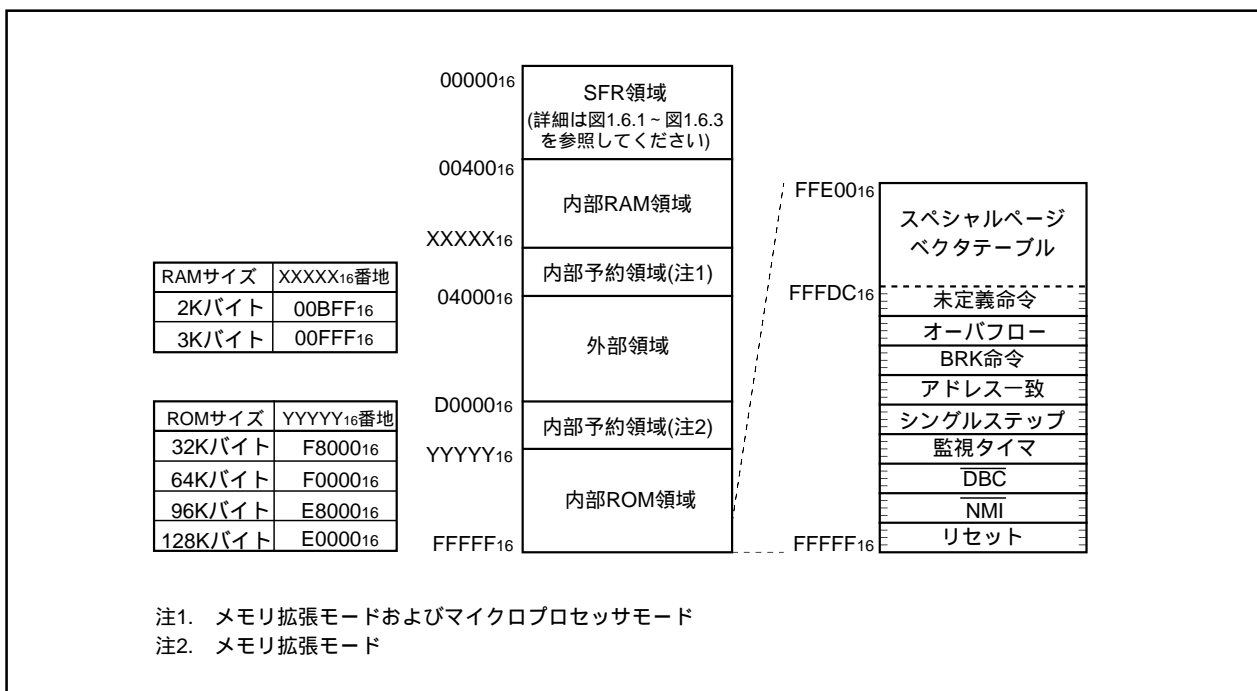 RAMサイズ XXXXX16番地
2Kバイト 00BFF16
3Kバイト 00FFF16
ROMサイズ YYYYY16番地
32Kバイト F800016
64Kバイト F000016
96Kバイト E800016
128Kバイト E000016
0000016
SFR領域
(詳細は図1.6.1~図1.6.3
を参照してください)
0040016
内部RAM領域
XXXXX16
内部予約領域(注1)
0400016
外部領域
D000016
内部予約領域(注2)
YYYYY16
内部ROM領域
FFFFF16
FFE0016
スペシャルページ
ベクタテーブル
FFFDC16
未定義命令
オーバフロー
BRK命令
アドレス一致
シングルステップ
監視タイマ
DBC
NMI
リセット
FFFFF16
注1. メモリ拡張モードおよびマイクロプロセッサモード
注2. メモリ拡張モード